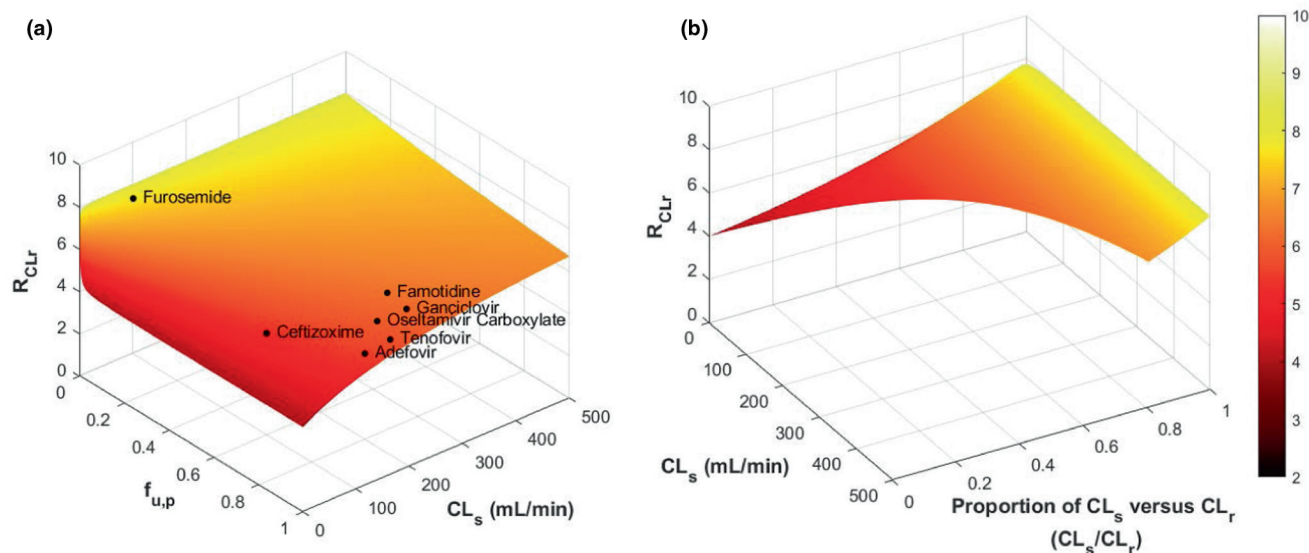 (a)
10
8
6
4
2
0
R_CLr
Furosemide
Famotidine
Ganciclovir
Oseltamivir Carboxylate
Ceftizoxime
Tenofovir
Adefovir
0
0.2
0.4
0.6
0.8
1
f_u,p
0
100
200
300
400
500
CL_s (mL/min)
(b)
10
8
6
4
2
0
R_CLr
0
100
200
300
400
500
CL_s (mL/min)
0
0.2
0.4
0.6
0.8
1
Proportion of CL_s versus CL_r
(CL_s/CL_r)
10
9
8
7
6
5
4
3
2